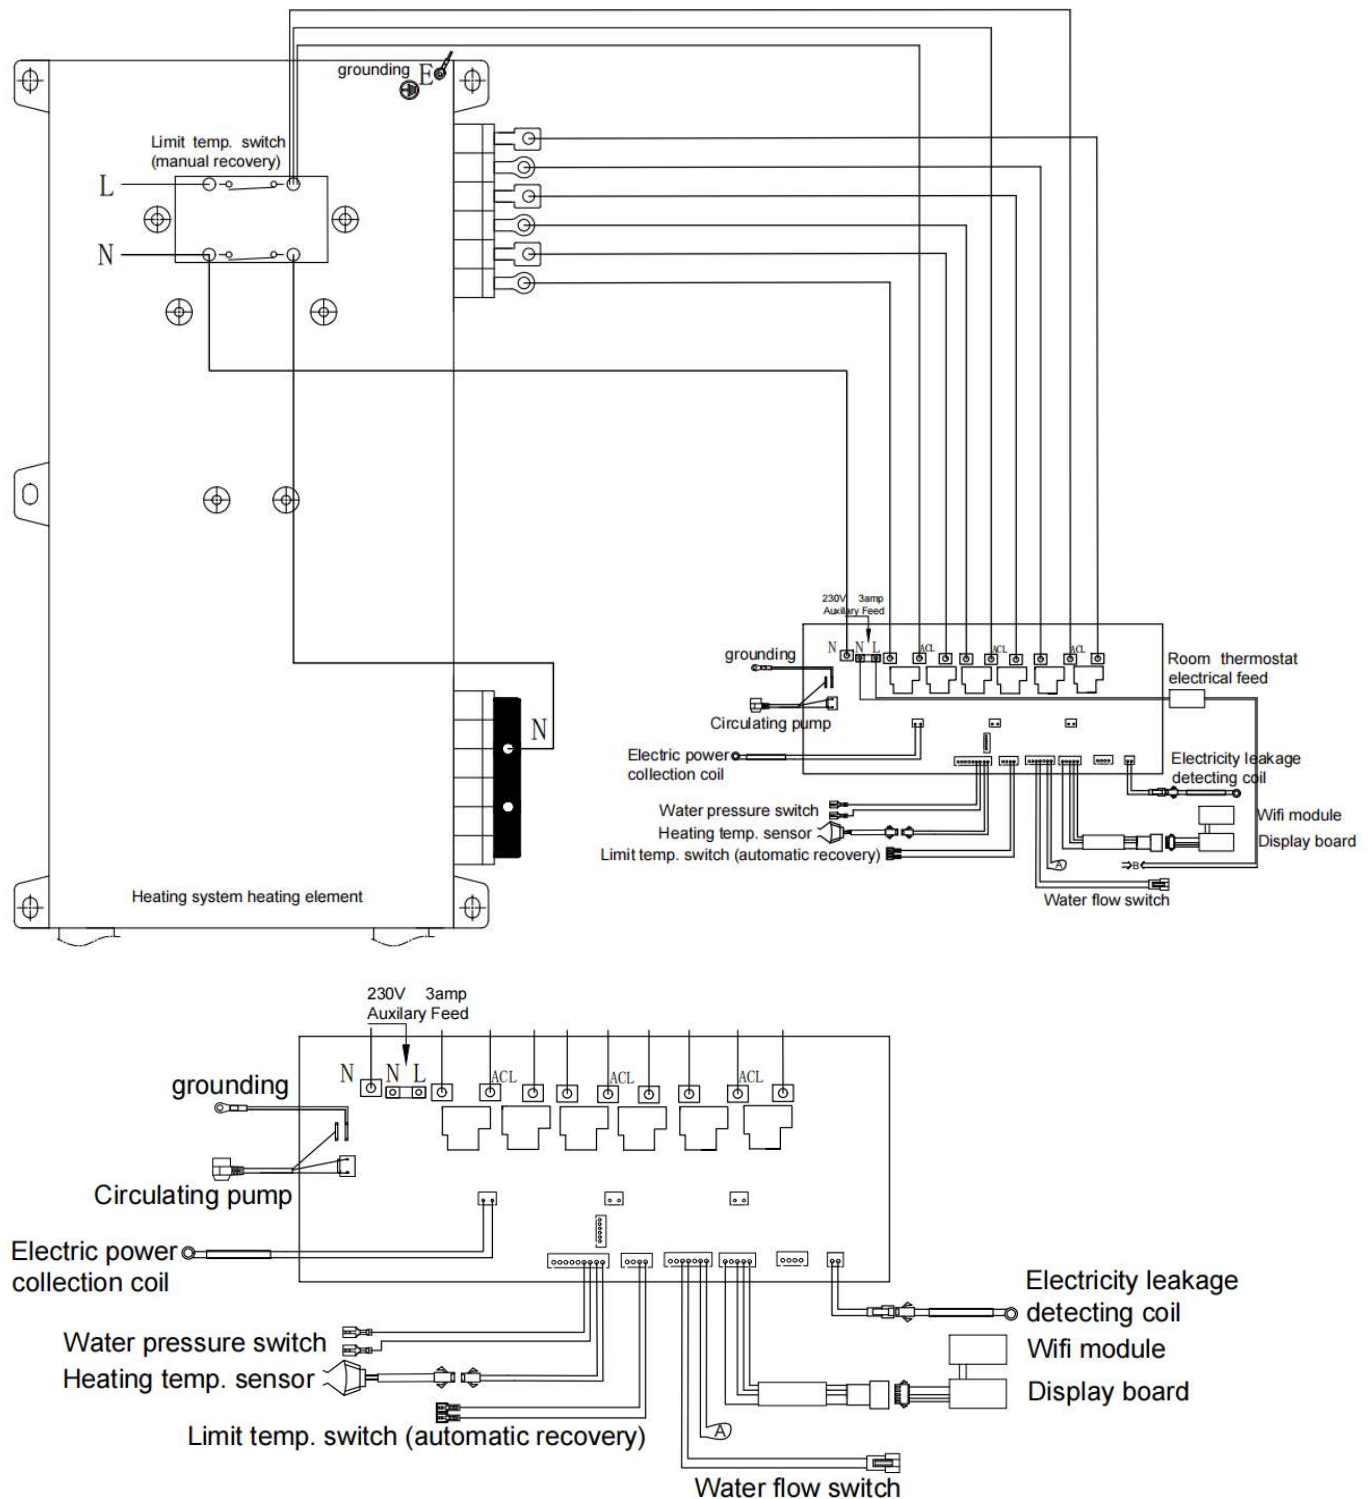 grounding E
Limit temp. switch
(manual recovery)
L
N
230V 3amp
Auxilary Feed
N N L ACL ACL ACL
grounding
Room thermostat
electrical feed
Circulating pump
N
Electric power
collection coil
Electricity leakage
detecting coil
Water pressure switch
Wifi module
Heating temp. sensor
Display board
Limit temp. switch (automatic recovery)
A
B
Heating system heating element
Water flow switch
230V 3amp
Auxilary Feed
N N L ACL ACL ACL
grounding
Circulating pump
Electric power
collection coil
Electricity leakage
detecting coil
Water pressure switch
Wifi module
Heating temp. sensor
Display board
Limit temp. switch (automatic recovery)
A
Water flow switch